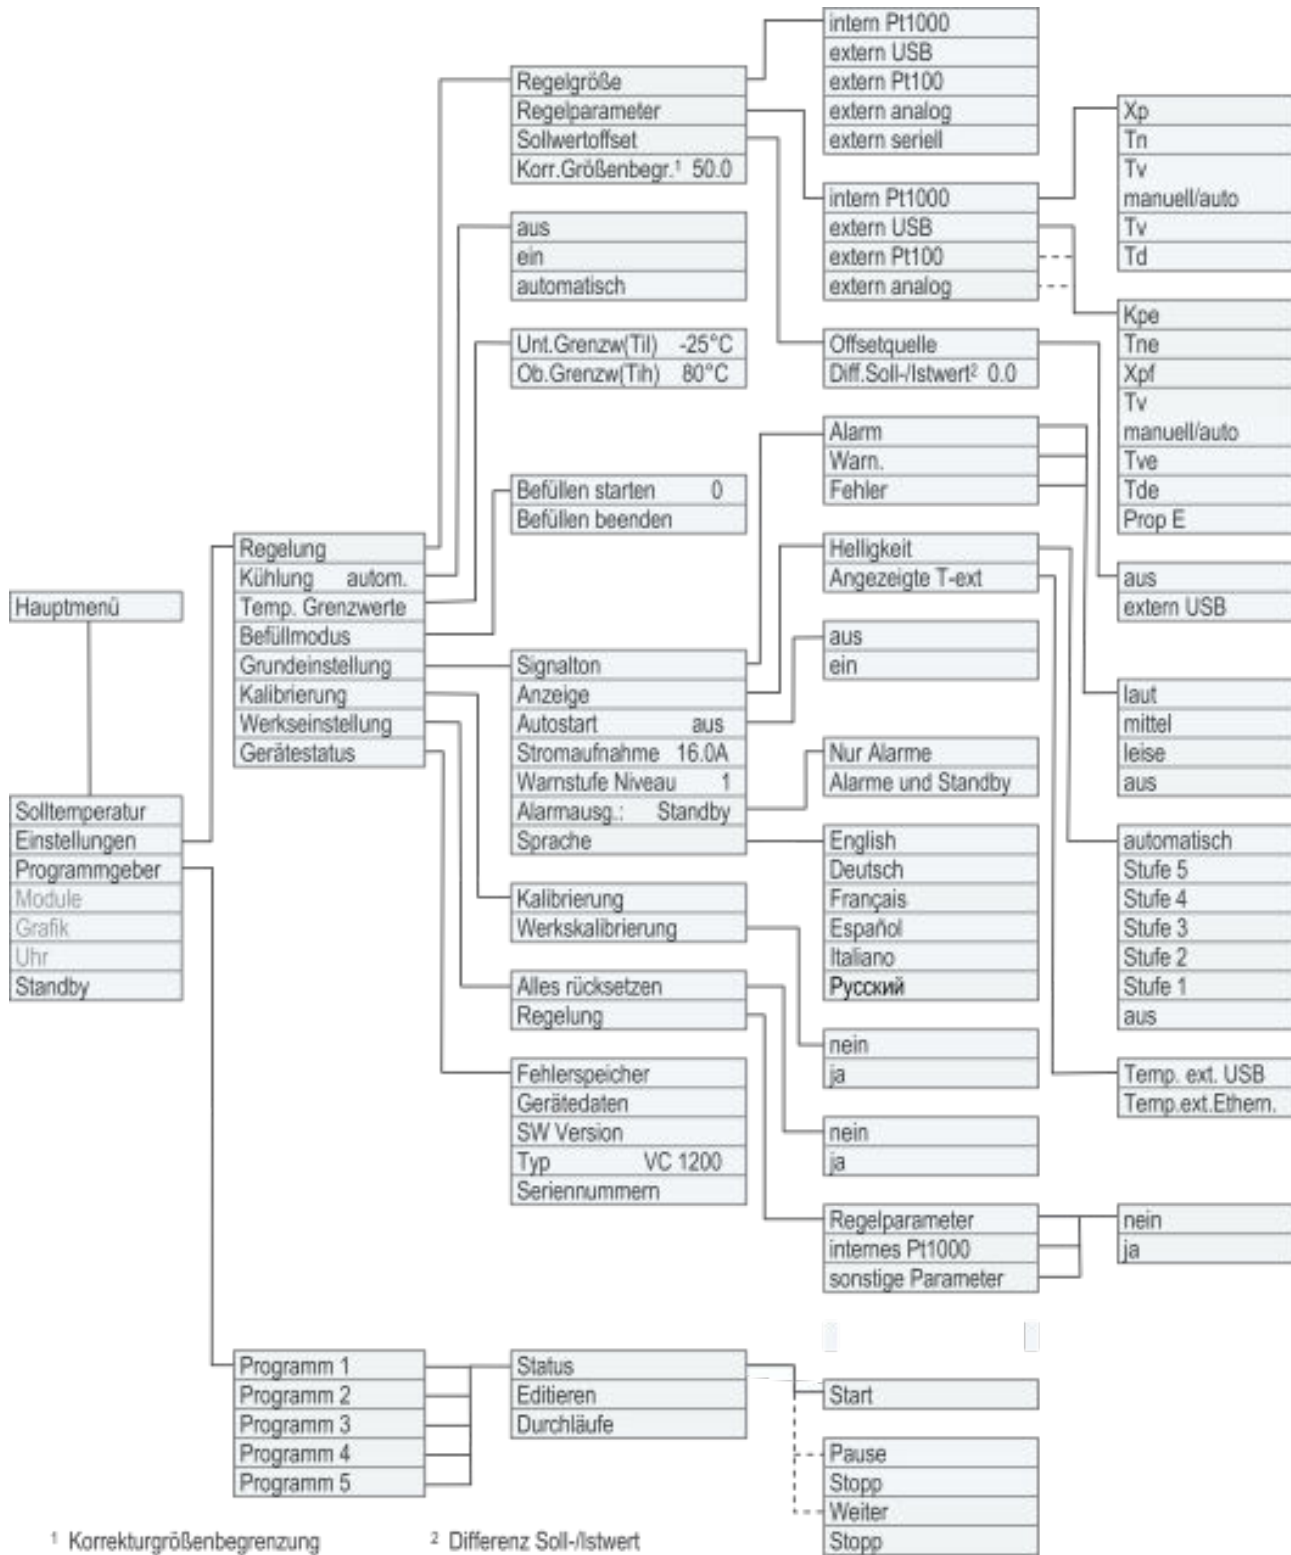 Hauptmenü
Solltemperatur
Einstellungen
Programmgeber
Module
Grafik
Uhr
Standby
Regelung
Kühlung autom.
Temp. Grenzwerte
Befüllmodus
Grundeinstellung
Kalibrierung
Werkseinstellung
Gerätestatus
Programm 1
Programm 2
Programm 3
Programm 4
Programm 5
Regelgröße
Regelparameter
Sollwertoffset
Korr.Größenbegr.¹ 50.0
aus
ein
automatisch
Unt.Grenzw(Til) -25°C
Ob.Grenzw(Tih) 80°C
Befüllen starten 0
Befüllen beenden
Signalton
Anzeige
Autostart aus
Stromaufnahme 16.0A
Warnstufe Niveau 1
Alarmausg.: Standby
Sprache
Kalibrierung
Werkskalibrierung
Alles rücksetzen
Regelung
Fehlerspeicher
Gerätedaten
SW Version
Typ VC 1200
Seriennummern
Status
Editieren
Durchläufe
intern Pt1000
extern USB
extern Pt100
extern analog
extern seriell
intern Pt1000
extern USB
extern Pt100
extern analog
Offsetquelle
Diff.Soll-/Istwert² 0.0
Alarm
Warn.
Fehler
Helligkeit
Angezeigte T-ext
aus
ein
Nur Alarme
Alarme und Standby
English
Deutsch
Français
Español
Italiano
Русский
nein
ja
nein
ja
Regelparameter
internes Pt1000
sonstige Parameter
Start
Pause
Stopp
Weiter
Stopp
Xp
Tn
Tv
manuell/auto
Tv
Td
Kpe
Tne
Xpf
Tv
manuell/auto
Tve
Tde
Prop E
aus
extern USB
laut
mittel
leise
aus
automatisch
Stufe 5
Stufe 4
Stufe 3
Stufe 2
Stufe 1
aus
Temp. ext. USB
Temp.ext.Ethern.
nein
ja
¹ Korrekturgrößenbegrenzung
² Differenz Soll-/Istwert